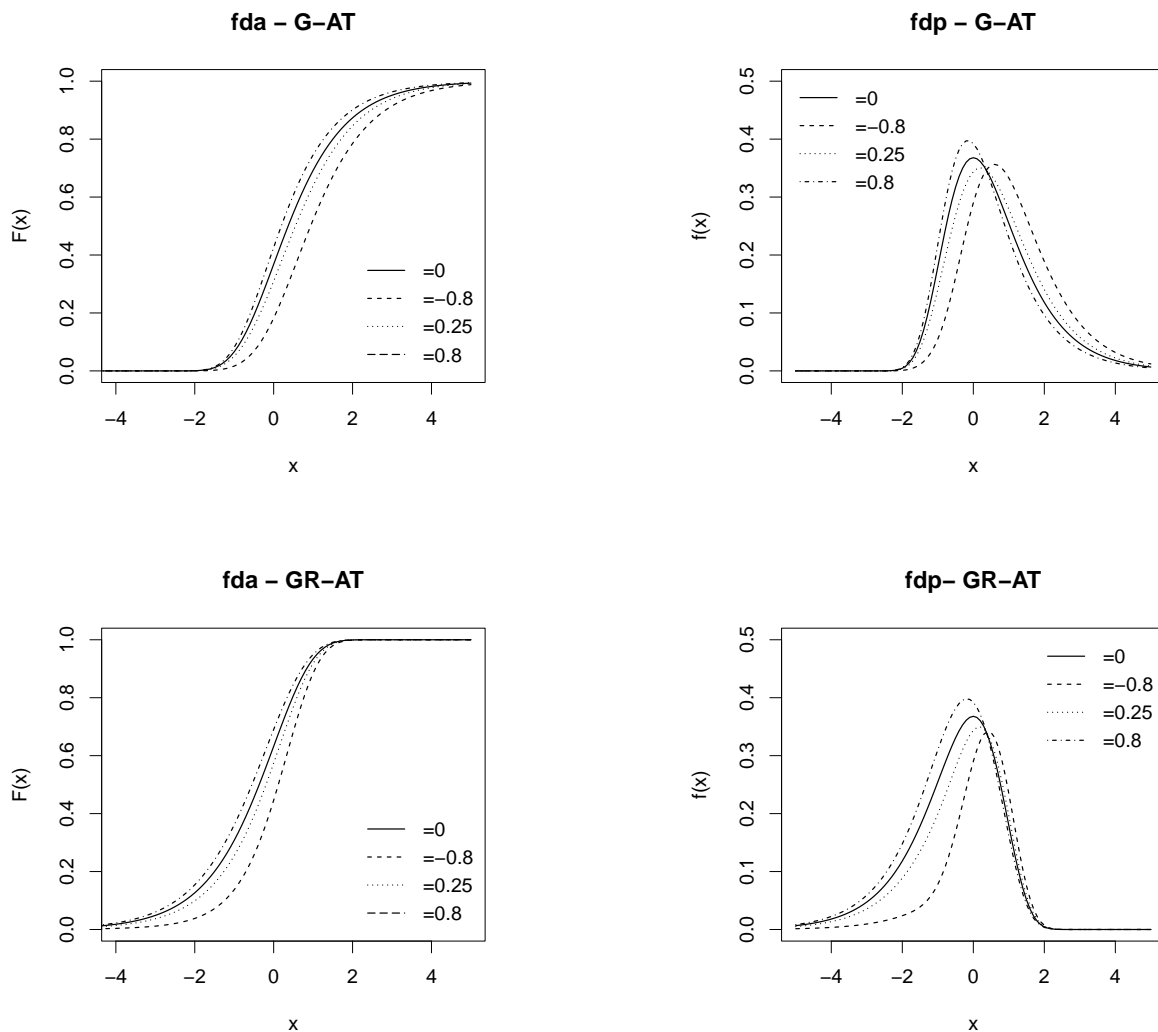 fda – G–AT
F(x)
0.0 0.2 0.4 0.6 0.8 1.0
=0
=–0.8
=0.25
=0.8
–4 –2 0 2 4
x
fdp – G–AT
f(x)
0.0 0.1 0.2 0.3 0.4 0.5
=0
=–0.8
=0.25
=0.8
–4 –2 0 2 4
x
fda – GR–AT
F(x)
0.0 0.2 0.4 0.6 0.8 1.0
=0
=–0.8
=0.25
=0.8
–4 –2 0 2 4
x
fdp– GR–AT
f(x)
0.0 0.1 0.2 0.3 0.4 0.5
=0
=–0.8
=0.25
=0.8
–4 –2 0 2 4
x